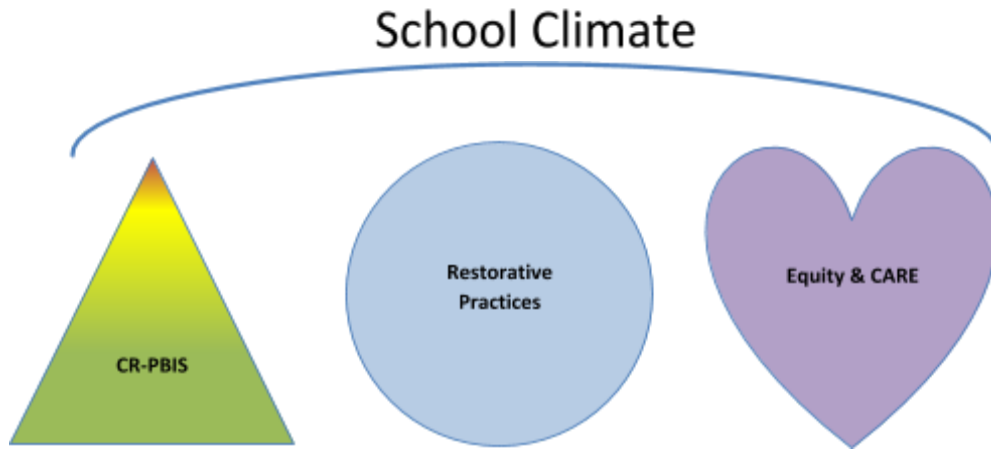 School Climate
CR-PBIS
Restorative
Practices
Equity & CARE